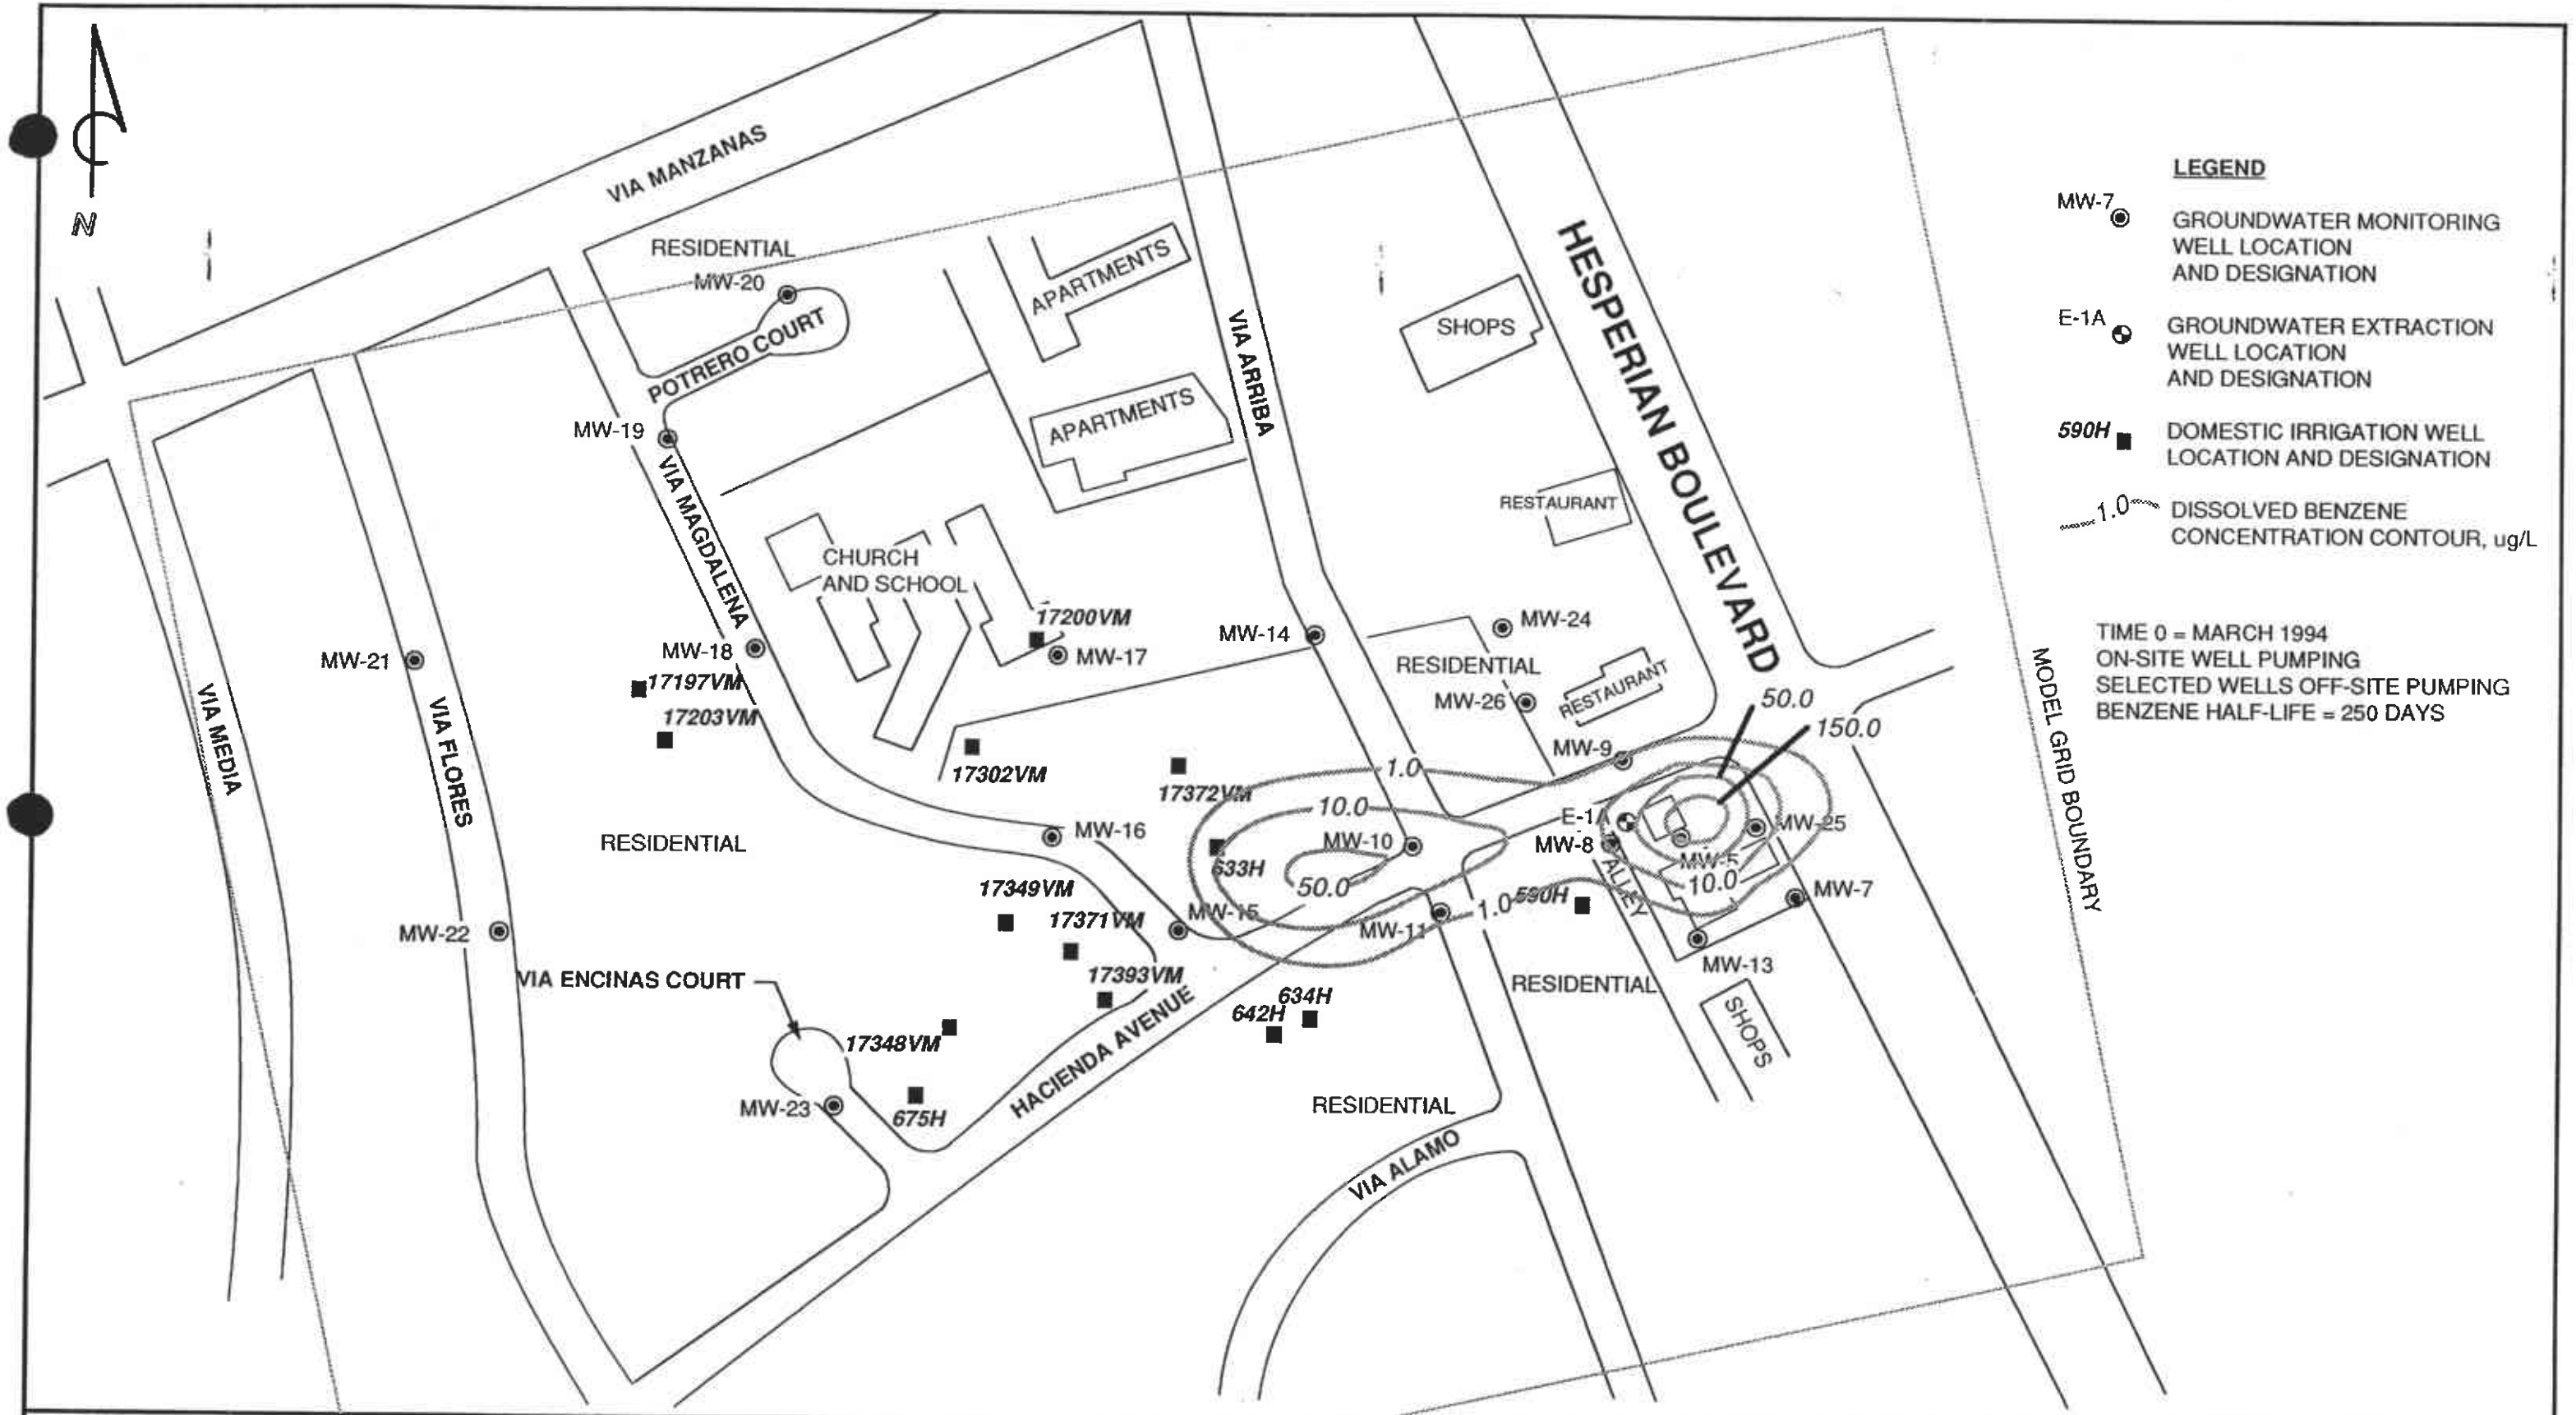 N
VIA MANZANAS
RESIDENTIAL
MW-20
POTRERO COURT
APARTMENTS
APARTMENTS
VIA ARRIBA
SHOPS
HESPERIAN BOULEVARD
MW-19
VIA MAGDALENA
RESTAURANT
CHURCH
AND SCHOOL
17200VM
MW-17
MW-14
MW-24
RESIDENTIAL
MW-26
RESTAURANT
MW-18
17197VM
17203VM
MW-21
VIA FLORES
VIA MEDIA
50.0
150.0
MW-9
17302VM
17372VM
1.0
10.0
MW-10
633H
50.0
E-1A
MW-8
MW-25
MW-5
10.0
ALLEY
MW-7
MW-16
RESIDENTIAL
17349VM
17371VM
MW-15
MW-11
1.0
590H
MW-13
MW-22
VIA ENCINAS COURT
17393VM
634H
642H
RESIDENTIAL
SHOPS
17348VM
HACIENDA AVENUE
MW-23
675H
RESIDENTIAL
VIA ALAMO
MODEL GRID BOUNDARY
LEGEND
MW-7
GROUNDWATER MONITORING
WELL LOCATION
AND DESIGNATION
E-1A
GROUNDWATER EXTRACTION
WELL LOCATION
AND DESIGNATION
590H
DOMESTIC IRRIGATION WELL
LOCATION AND DESIGNATION
1.0
DISSOLVED BENZENE
CONCENTRATION CONTOUR, ug/L
TIME 0 = MARCH 1994
ON-SITE WELL PUMPING
SELECTED WELLS OFF-SITE PUMPING
BENZENE HALF-LIFE = 250 DAYS